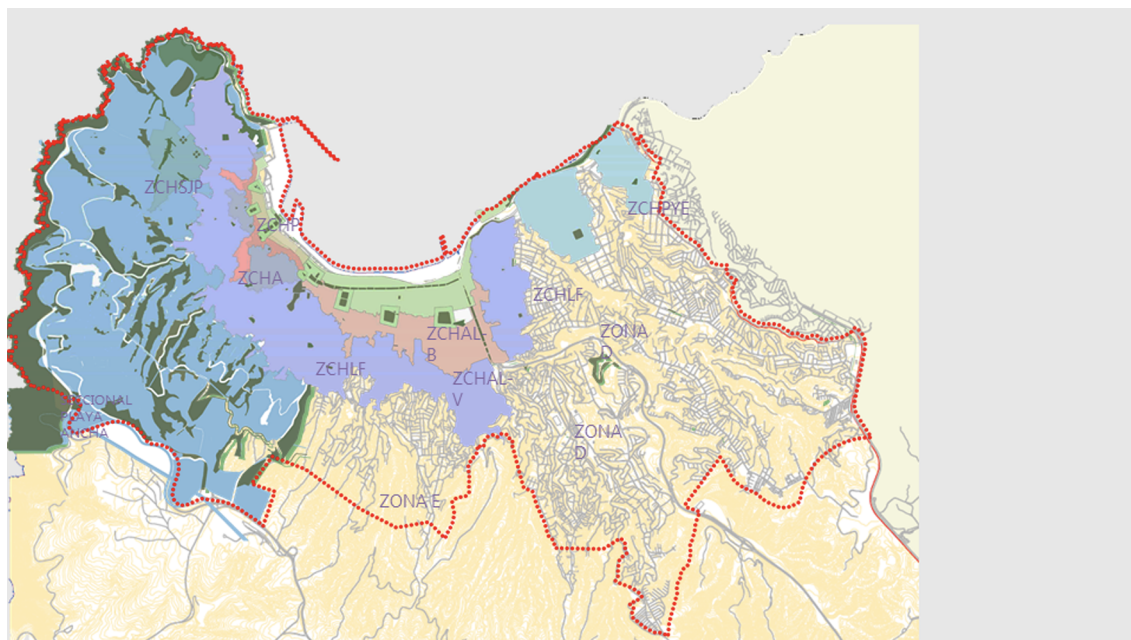 ZCHSJP
ZCHPYE
ZCHP
ZCHA
ZCHLF
ZCHAL-
B
ZONA
D
ZCHLF
ZCHAL-
V
PLAYA
ANCHA
ZONA
D
ZONA E